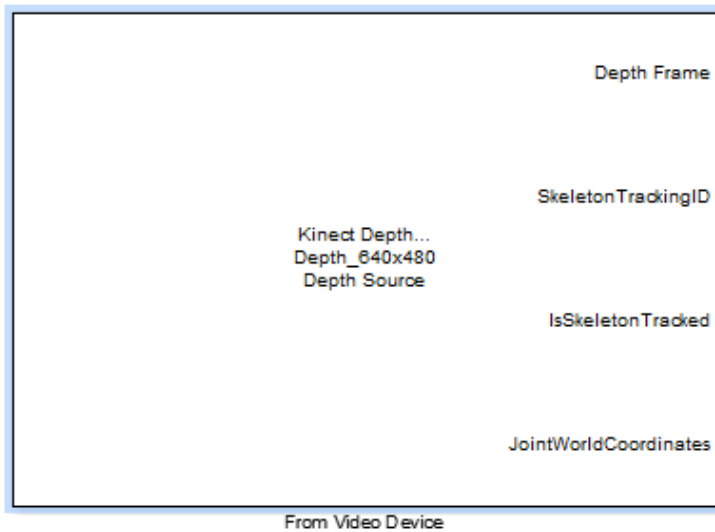 Depth Frame
SkeletonTrackingID
Kinect Depth...
Depth_640x480
Depth Source
IsSkeletonTracked
JointWorldCoordinates
From Video Device